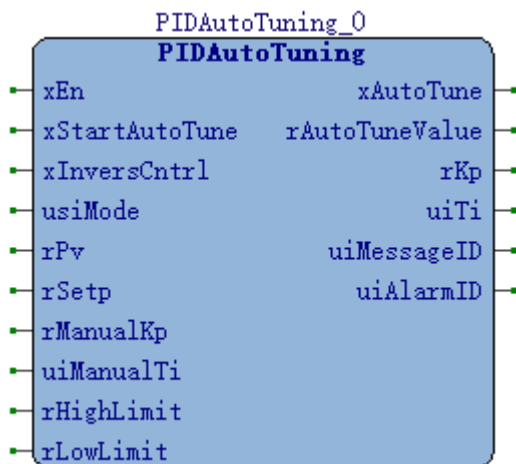 PIDAutoTuning_0
PIDAutoTuning
xEn xAutoTune
xStartAutoTune rAutoTuneValue
xInversCntrl rKp
usiMode uiTi
rPv uiMessageID
rSetp uiAlarmID
rManualKp
uiManualTi
rHighLimit
rLowLimit